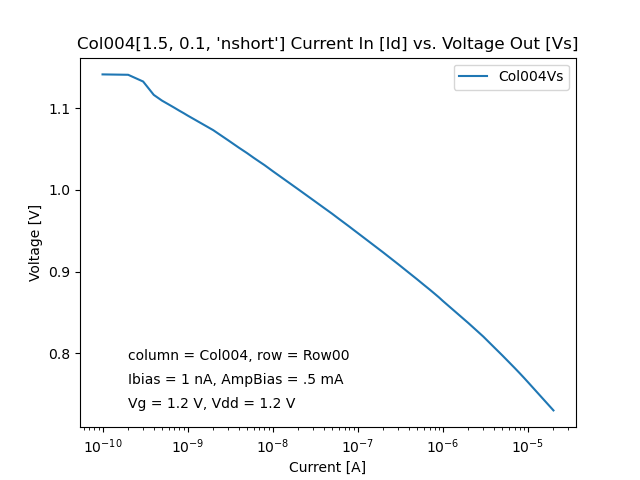 Col004[1.5, 0.1, 'nshort'] Current In [Id] vs. Voltage Out [Vs]
Col004Vs
1.1
1.0
0.9
0.8
Voltage [V]
column = Col004, row = Row00
Ibias = 1 nA, AmpBias = .5 mA
Vg = 1.2 V, Vdd = 1.2 V
10⁻¹⁰ 10⁻⁹ 10⁻⁸ 10⁻⁷ 10⁻⁶ 10⁻⁵
Current [A]